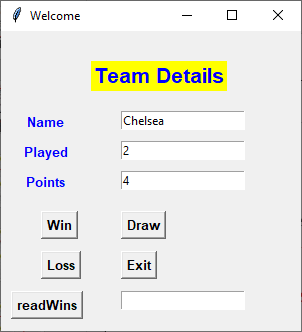 Welcome
Team Details
Name Chelsea
Played 2
Points 4
Win Draw
Loss Exit
readWins